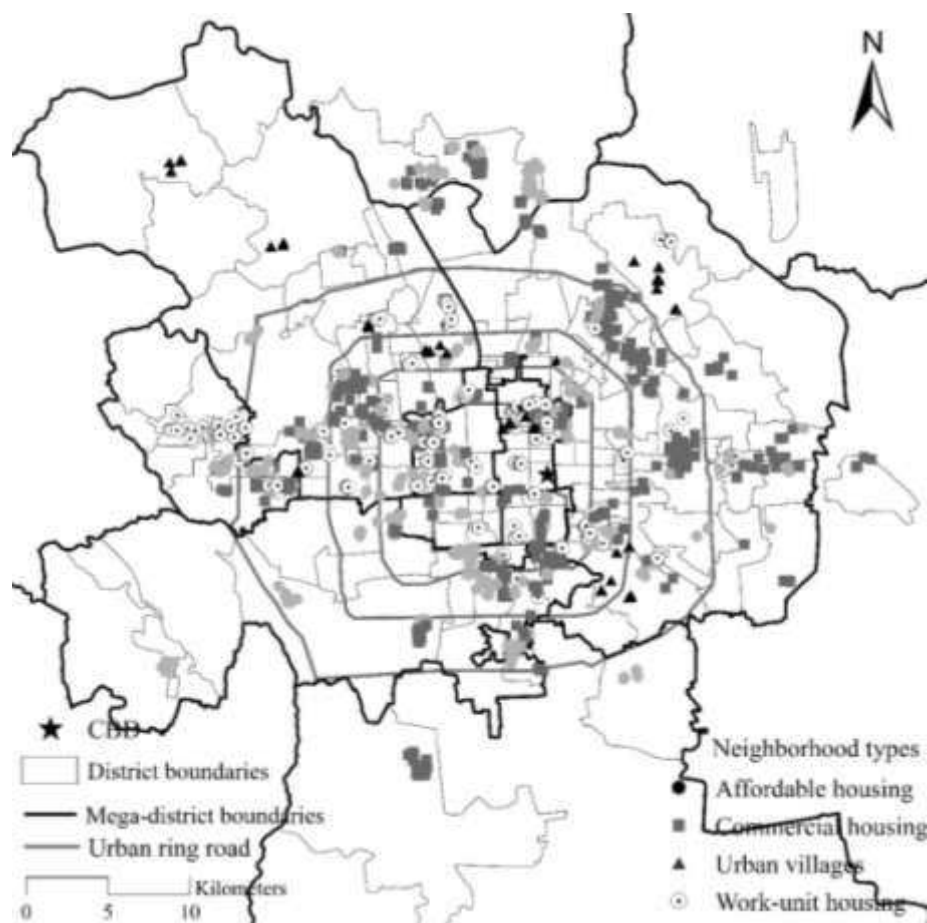 N
CBD
District boundaries
Mega-district boundaries
Urban ring road
Kilometers
0 5 10
Neighborhood types
Affordable housing
Commercial housing
Urban villages
Work-unit housing